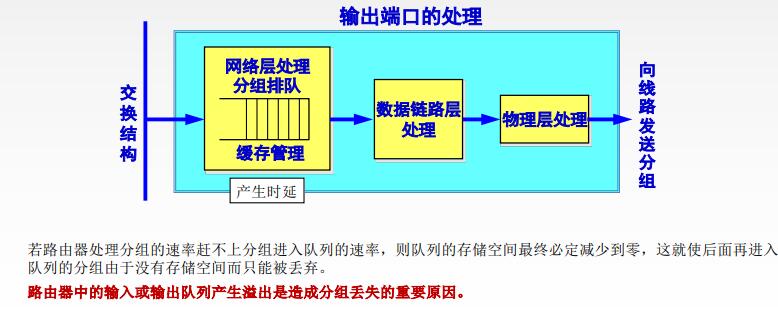 输出端口的处理
交换结构
网络层处理
分组排队
缓存管理
产生时延
数据链路层
处理
物理层处理
向线路发送分组
若路由器处理分组的速率赶不上分组进入队列的速率，则队列的存储空间最终必定减少到零，这就使后面再进入
队列的分组由于没有存储空间而只能被丢弃。
路由器中的输入或输出队列产生溢出是造成分组丢失的重要原因。